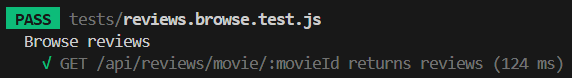 PASS tests/reviews.browse.test.js
Browse reviews
√ GET /api/reviews/movie/:movieId returns reviews (124 ms)